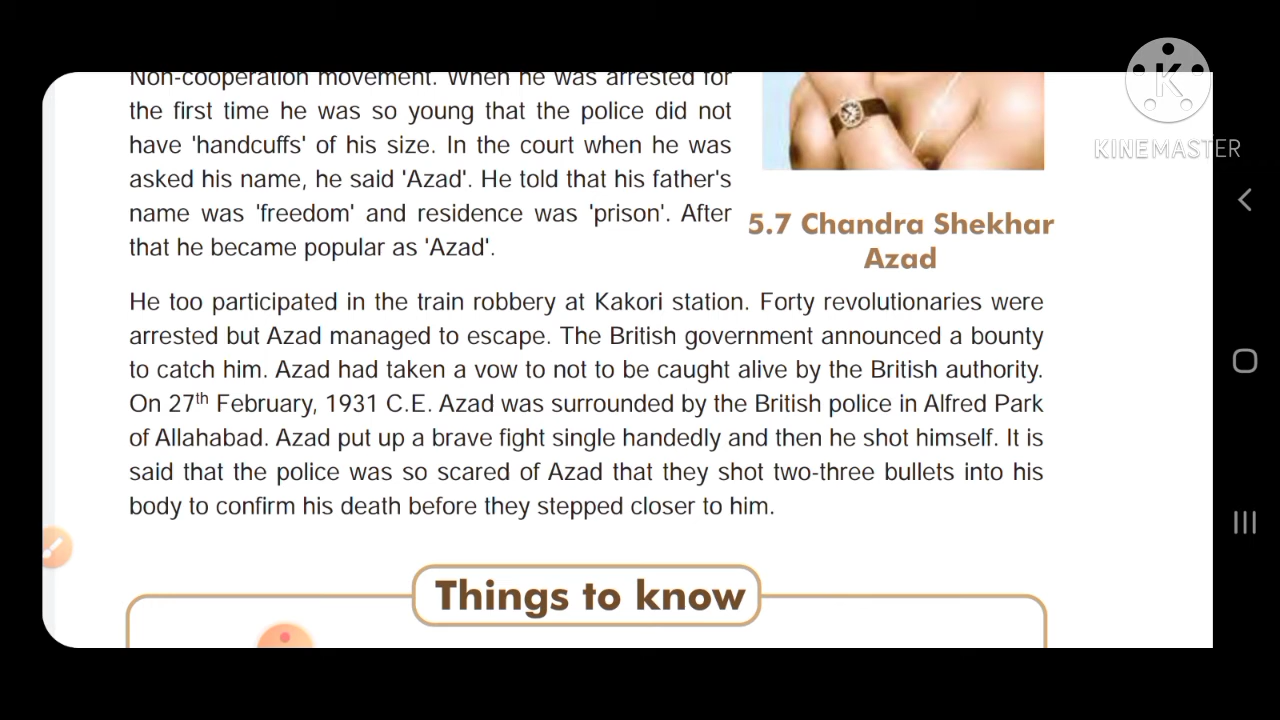 Non-cooperation movement. When he was arrested for
the first time he was so young that the police did not
have 'handcuffs' of his size. In the court when he was
asked his name, he said 'Azad'. He told that his father's
name was 'freedom' and residence was 'prison'. After
that he became popular as 'Azad'.
5.7 Chandra Shekhar
Azad
He too participated in the train robbery at Kakori station. Forty revolutionaries were
arrested but Azad managed to escape. The British government announced a bounty
to catch him. Azad had taken a vow to not to be caught alive by the British authority.
On 27th February, 1931 C.E. Azad was surrounded by the British police in Alfred Park
of Allahabad. Azad put up a brave fight single handedly and then he shot himself. It is
said that the police was so scared of Azad that they shot two-three bullets into his
body to confirm his death before they stepped closer to him.
Things to know
K
KINEMASTER